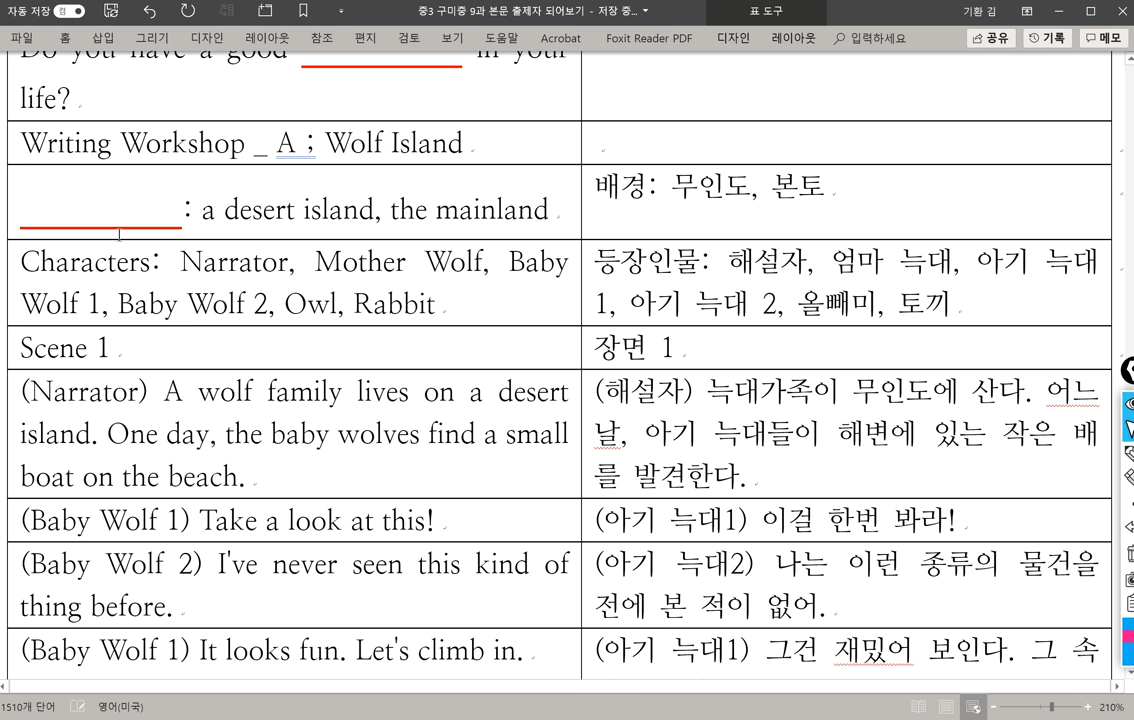 자동 저장 컴 중3 구미중 9과 본문 출제자 되어보기 - 저장 중... 표 도구 기환 김
파일 홈 삽입 그리기 디자인 레이아웃 참조 편지 검토 보기 도움말 Acrobat Foxit Reader PDF 디자인 레이아웃 입력하세요 공유 기록 메모
Do you have a good in your
life?
Writing Workshop _ A ; Wolf Island
: a desert island, the mainland
배경: 무인도, 본토
Characters: Narrator, Mother Wolf, Baby
Wolf 1, Baby Wolf 2, Owl, Rabbit
등장인물: 해설자, 엄마 늑대, 아기 늑대
1, 아기 늑대 2, 올빼미, 토끼
Scene 1
장면 1
(Narrator) A wolf family lives on a desert
island. One day, the baby wolves find a small
boat on the beach.
(해설자) 늑대가족이 무인도에 산다. 어느
날, 아기 늑대들이 해변에 있는 작은 배
를 발견한다.
(Baby Wolf 1) Take a look at this!
(아기 늑대1) 이걸 한번 봐라!
(Baby Wolf 2) I've never seen this kind of
thing before.
(아기 늑대2) 나는 이런 종류의 물건을
전에 본 적이 없어.
(Baby Wolf 1) It looks fun. Let's climb in.
(아기 늑대1) 그건 재밌어 보인다. 그 속
1510개 단어 영어(미국) 210%